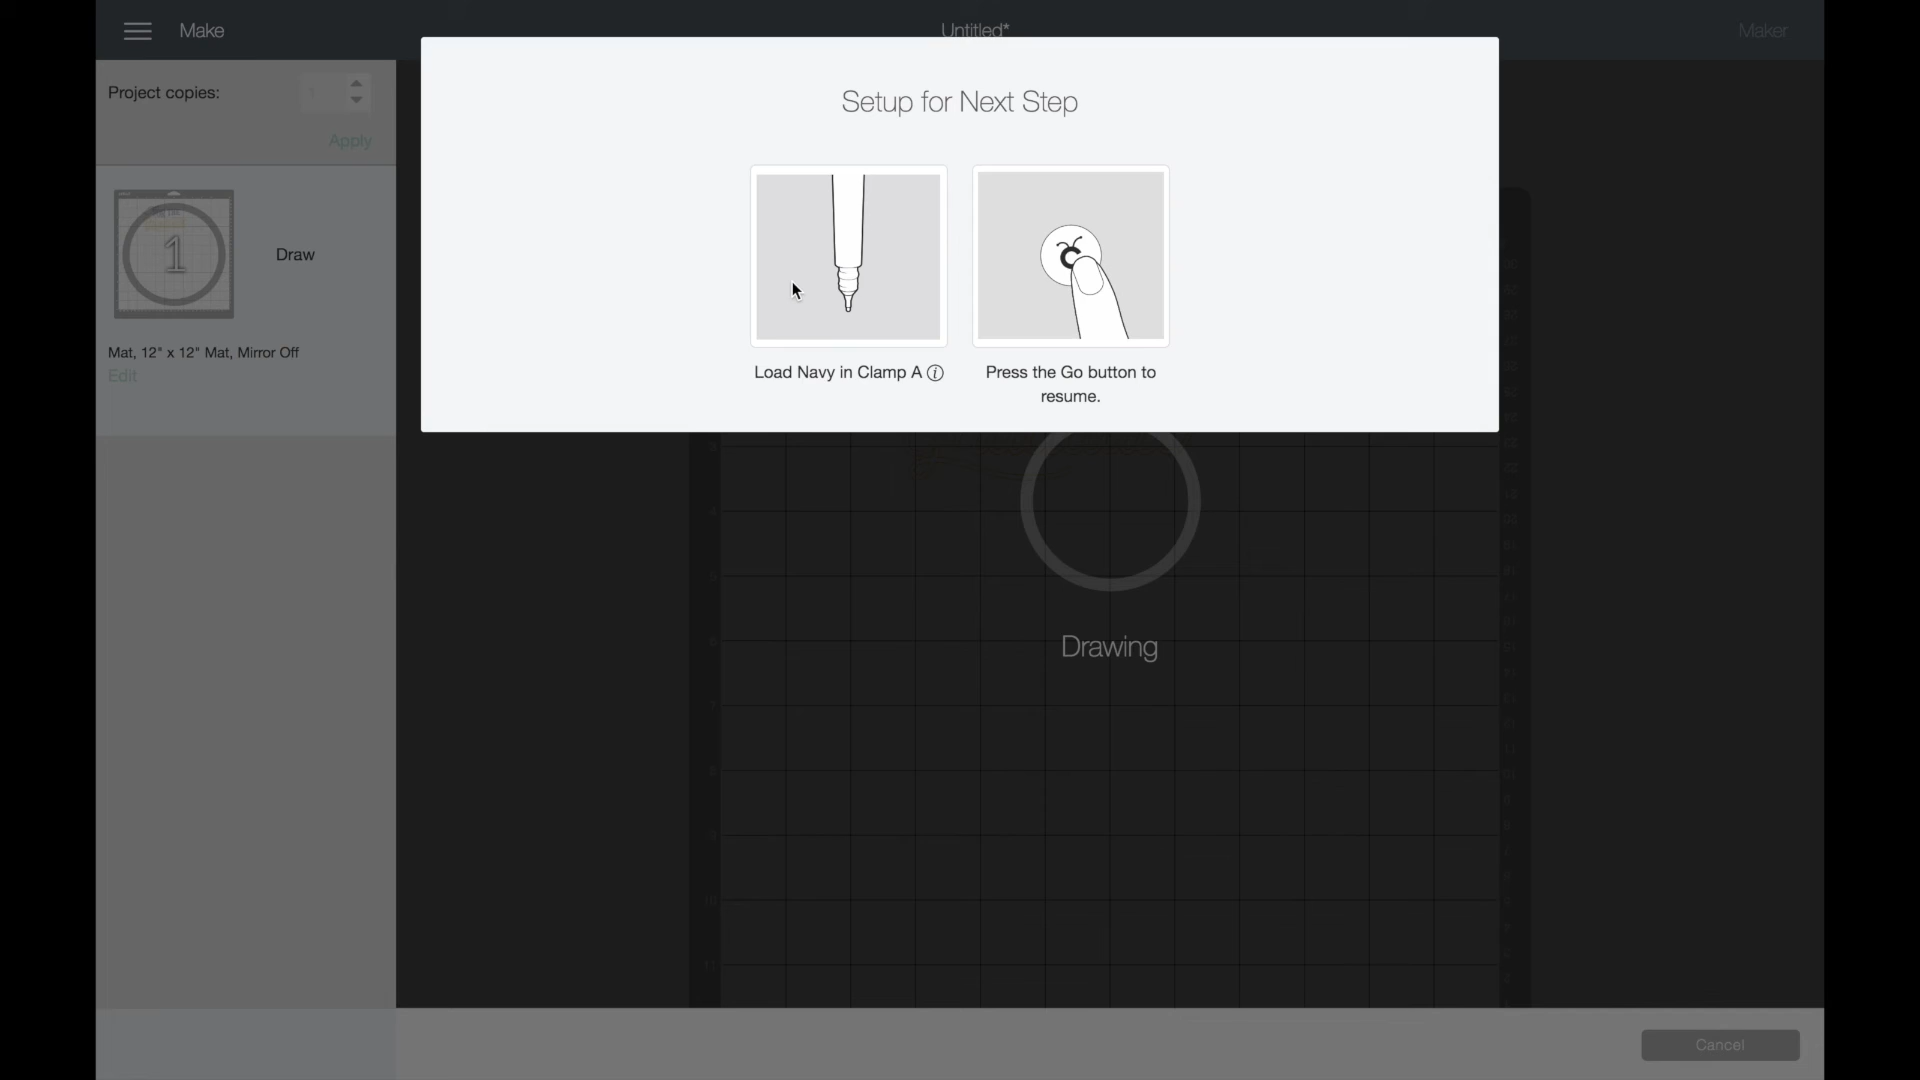 Make
Untitled*
Maker
Project copies:
1
Apply
Setup for Next Step
1
Draw
Mat, 12" x 12" Mat, Mirror Off
Edit
Load Navy in Clamp A
Press the Go button to
resume.
Drawing
Cancel